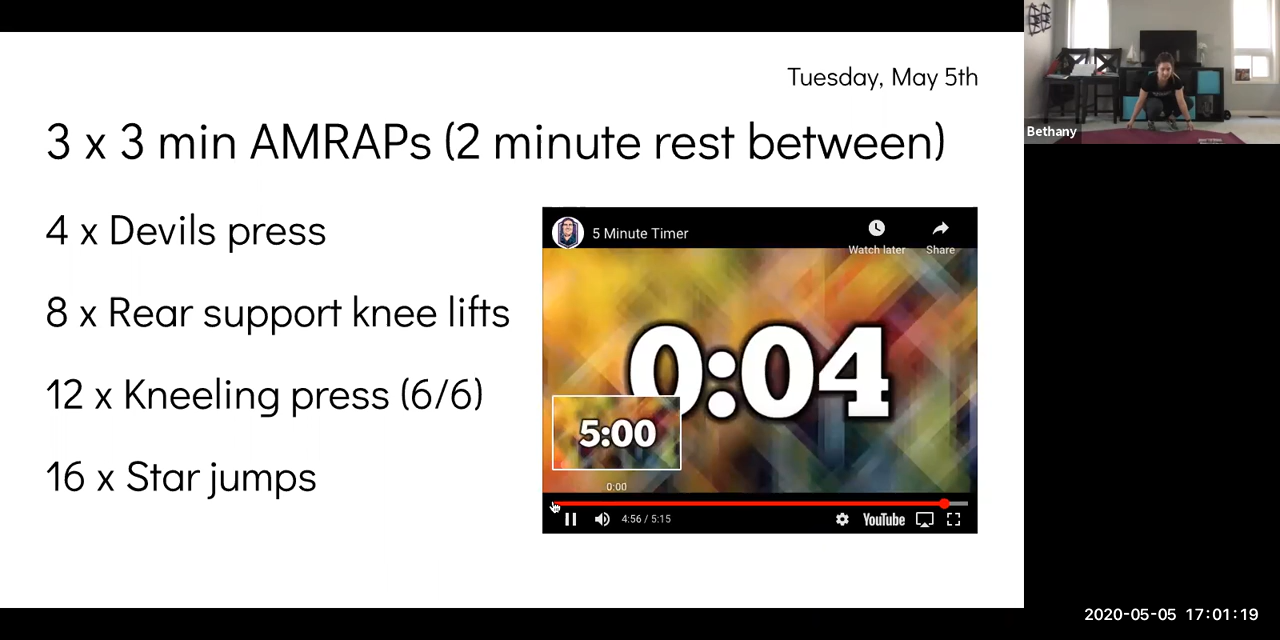 Tuesday, May 5th
3 x 3 min AMRAPs (2 minute rest between)
4 x Devils press
8 x Rear support knee lifts
12 x Kneeling press (6/6)
16 x Star jumps
5 Minute Timer
Watch later
Share
0:04
5:00
0:00
4:56 / 5:15
YouTube
Bethany
2020-05-05 17:01:19